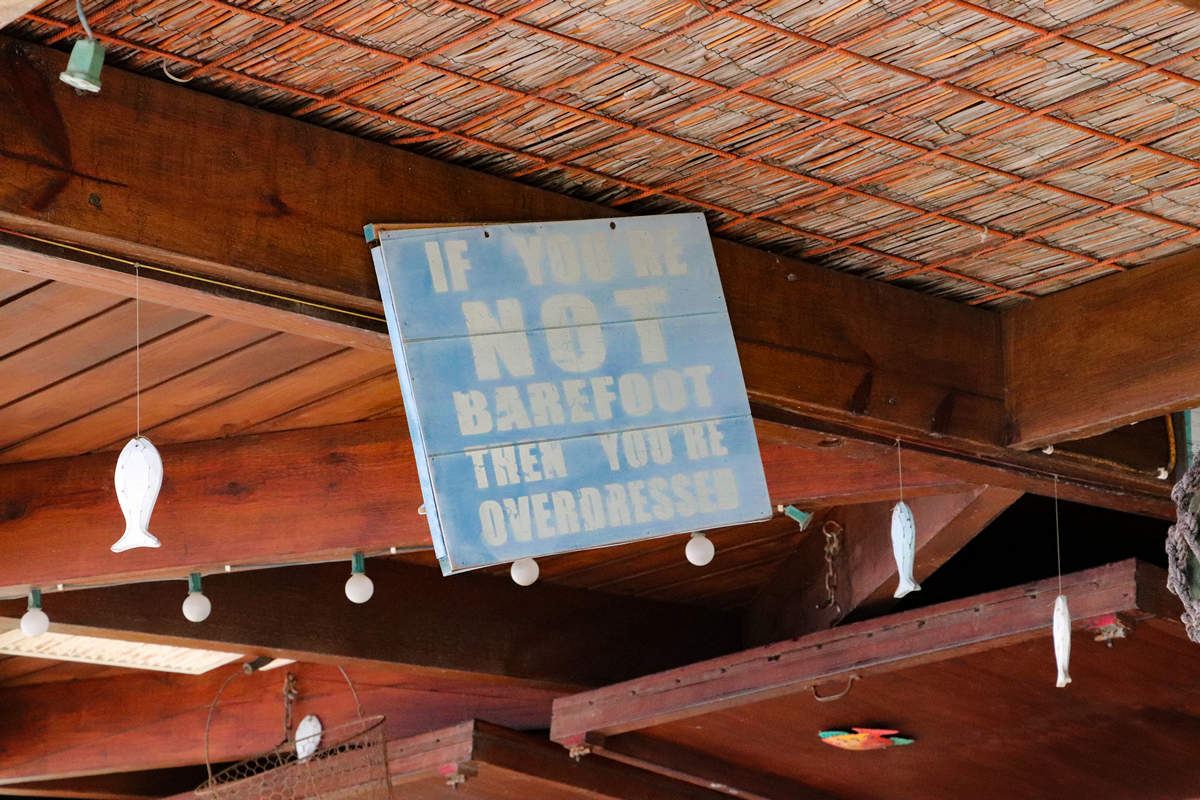 IF YOU'RE
NOT
BAREFOOT
THEN YOU'RE
OVERDRESSED